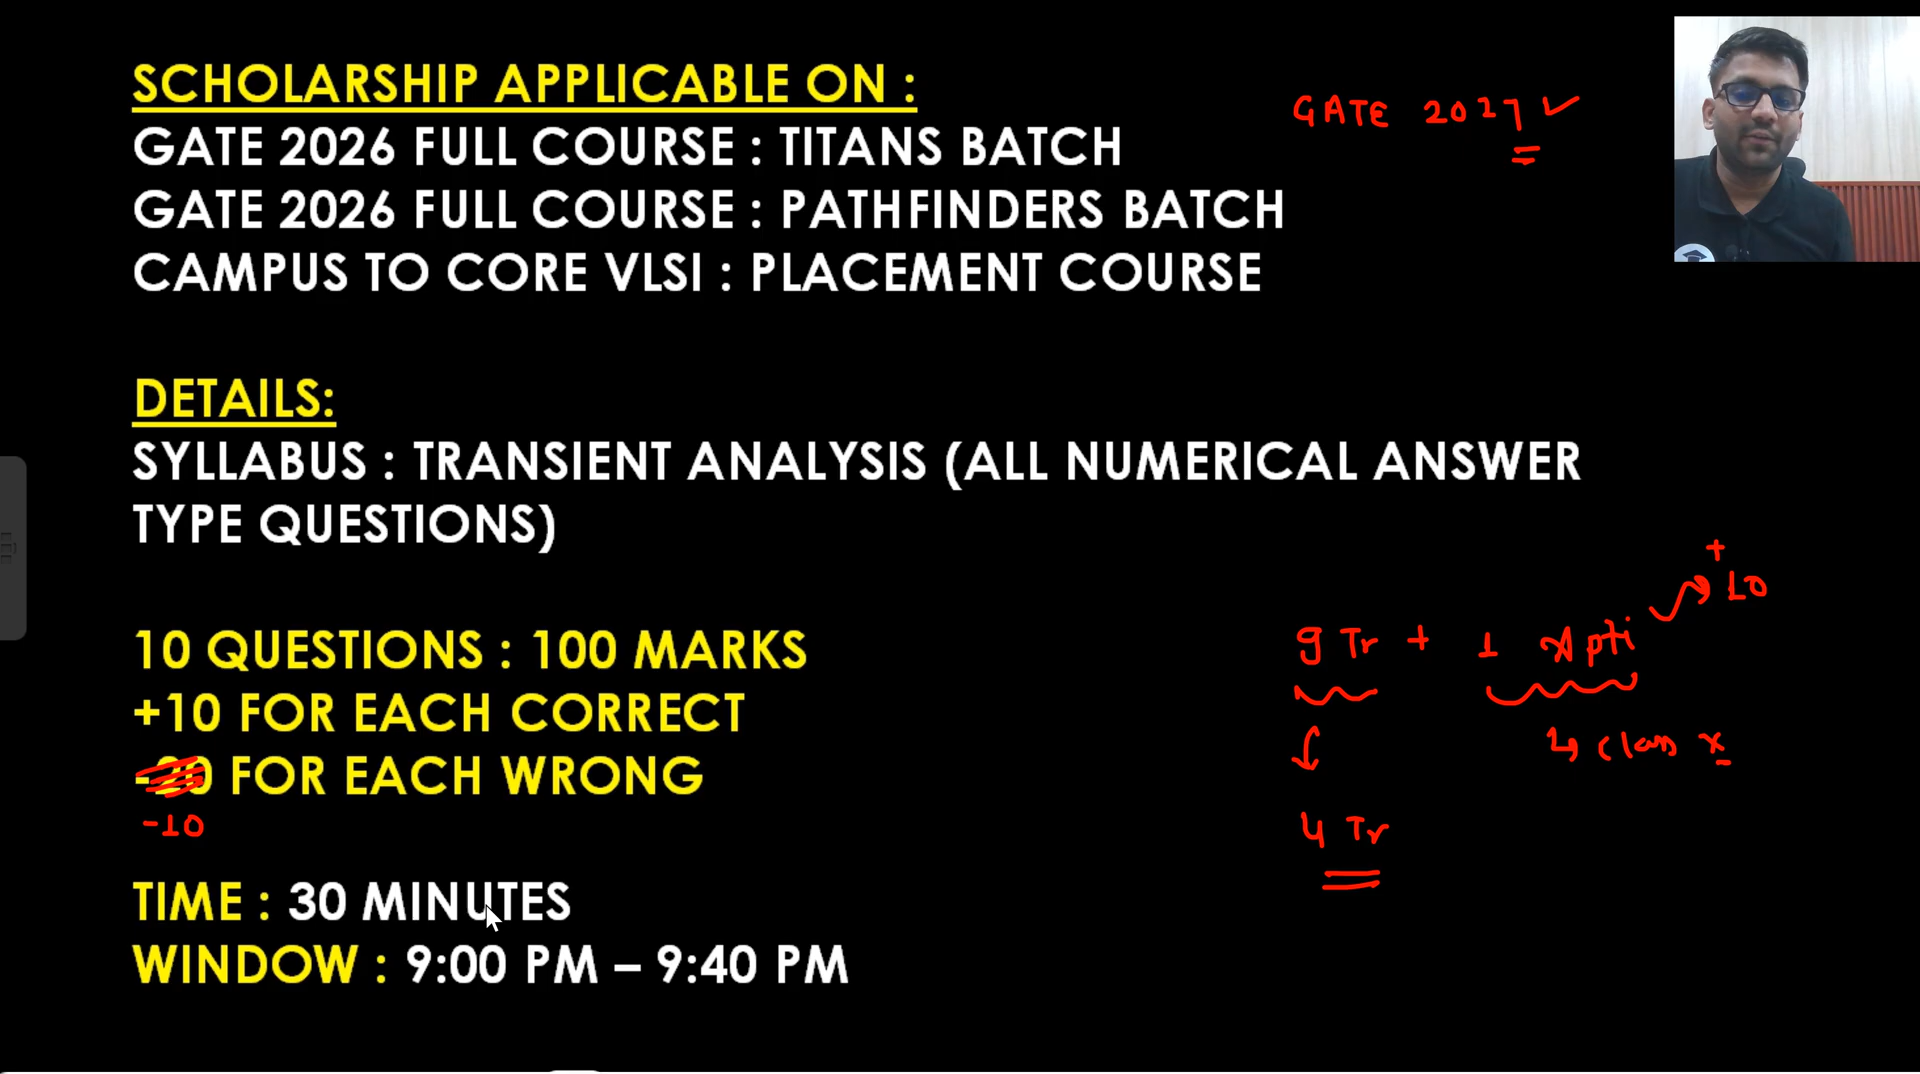 SCHOLARSHIP APPLICABLE ON :
GATE 2026 FULL COURSE : TITANS BATCH
GATE 2026 FULL COURSE : PATHFINDERS BATCH
CAMPUS TO CORE VLSI : PLACEMENT COURSE
GATE 2027
DETAILS:
SYLLABUS : TRANSIENT ANALYSIS (ALL NUMERICAL ANSWER
TYPE QUESTIONS)
10 QUESTIONS : 100 MARKS
+10 FOR EACH CORRECT
-20 FOR EACH WRONG
-10
TIME : 30 MINUTES
WINDOW : 9:00 PM – 9:40 PM
+
10
9 Tr + 1 Apti
class x
4 Tr